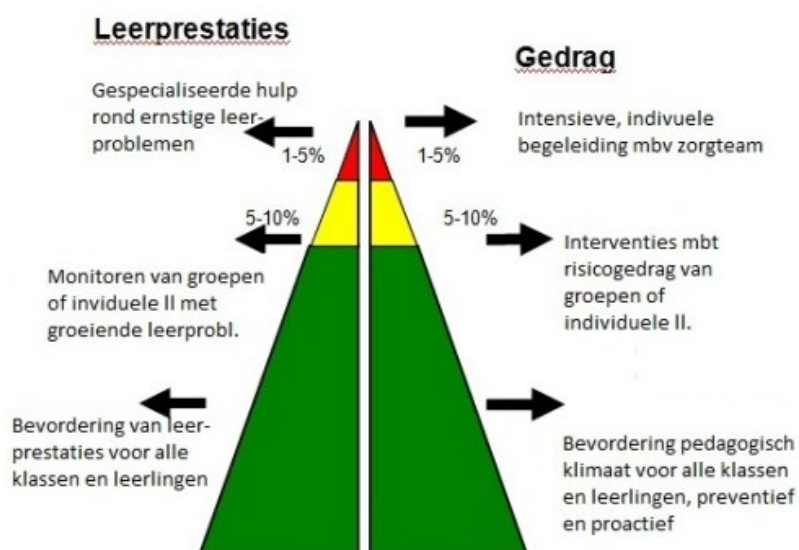 Leerprestaties
Gespecialiseerde hulp
rond ernstige leer-
problemen
1-5%
5-10%
Monitoren van groepen
of inviduele ll met
groeiende leerprobl.
Bevordering van leer-
prestaties voor alle
klassen en leerlingen
Gedrag
Intensieve, indivuele
begeleiding mbv zorgteam
1-5%
5-10%
Interventies mbt
risicogedrag van
groepen of
individuele ll.
Bevordering pedagogisch
klimaat voor alle klassen
en leerlingen, preventief
en proactief